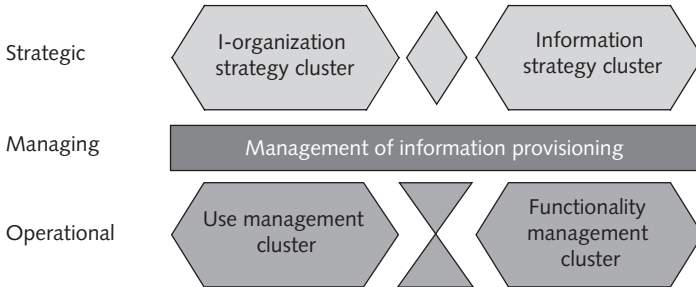 Strategic
I-organization
strategy cluster
Information
strategy cluster
Managing
Management of information provisioning
Operational
Use management
cluster
Functionality
management
cluster